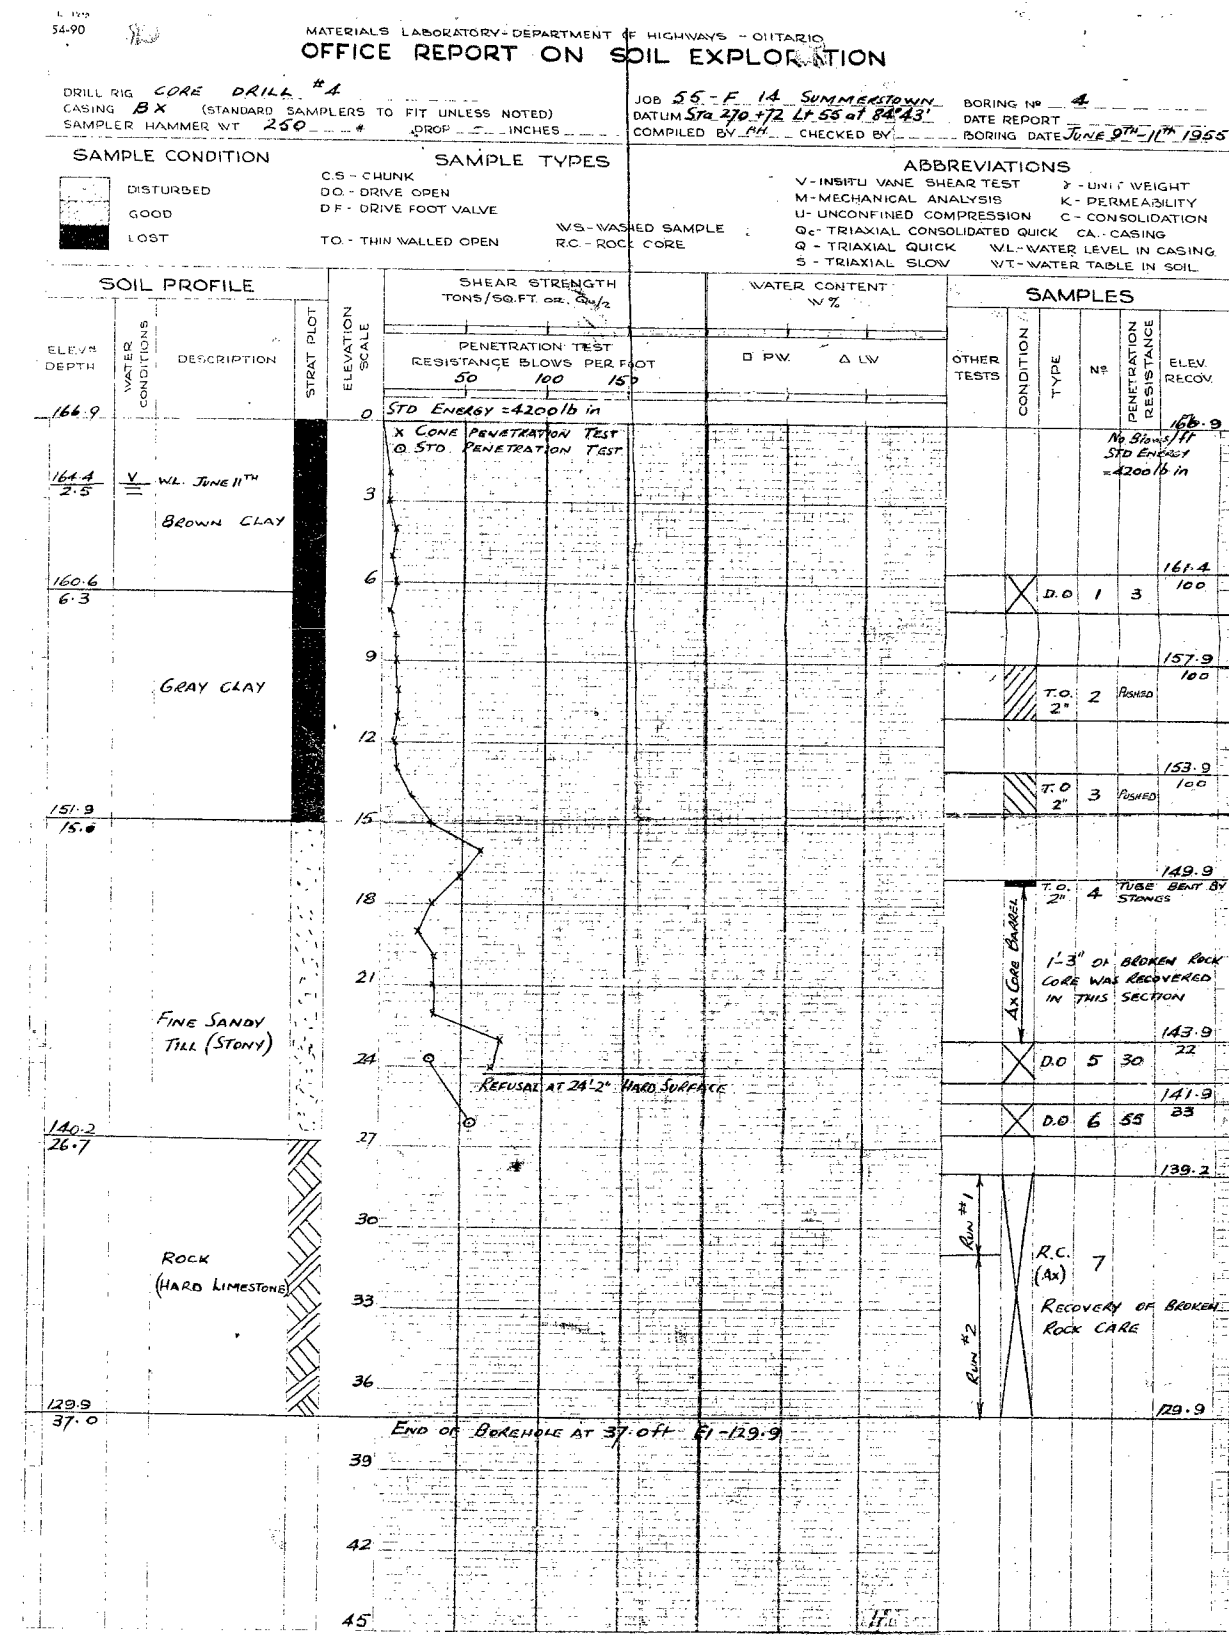 54-90
MATERIALS LABORATORY - DEPARTMENT OF HIGHWAYS - ONTARIO
OFFICE REPORT ON SOIL EXPLORATION
DRILL RIG CORE DRILL #4
CASING BX (STANDARD SAMPLERS TO FIT UNLESS NOTED)
SAMPLER HAMMER WT 250 # DROP - INCHES
JOB 55-F 14 SUMMERSTOWN
DATUM Sta 270+72 Lt 55 at 84°43'
COMPILED BY HH CHECKED BY
BORING Nº 4
DATE REPORT
BORING DATE JUNE 9TH-11TH 1955
SAMPLE CONDITION
DISTURBED
GOOD
LOST
SAMPLE TYPES
C.S - CHUNK
D.O. - DRIVE OPEN
D.F - DRIVE FOOT VALVE
T.O. - THIN WALLED OPEN
W.S - WASHED SAMPLE
R.C. - ROCK CORE
ABBREVIATIONS
V - INSITU VANE SHEAR TEST
M - MECHANICAL ANALYSIS
U - UNCONFINED COMPRESSION
Qc - TRIAXIAL CONSOLIDATED QUICK
Q - TRIAXIAL QUICK
S - TRIAXIAL SLOW
γ - UNIT WEIGHT
K - PERMEABILITY
C - CONSOLIDATION
CA. - CASING
WL - WATER LEVEL IN CASING
WT - WATER TABLE IN SOIL
SOIL PROFILE
ELEVN DEPTH
WATER CONDITIONS
DESCRIPTION
STRAT PLOT
ELEVATION SCALE
SHEAR STRENGTH
TONS/SQ.FT. or Qu/2
PENETRATION TEST
RESISTANCE BLOWS PER FOOT
50 100 150
WATER CONTENT
W %
□ PW. △ LW
SAMPLES
OTHER TESTS
CONDITION
TYPE
Nº
PENETRATION RESISTANCE
ELEV. RECOV.
166.9
0
STD ENERGY = 4200 lb in
166.9
x CONE PENETRATION TEST
⊙ STD. PENETRATION TEST
No Blows/ft
STD ENERGY
= 4200 lb in
164.4
2.5
WL. JUNE 11TH
3
BROWN CLAY
160.6
6.3
6
161.4
D.O 1 3 100
9
157.9
GRAY CLAY
T.O. 2" 2 PUSHED 100
12
153.9
T.O 2" 3 PUSHED 100
151.9
15.0
15
149.9
T.O. 2" 4 TUBE BENT BY STONES
18
AX CORE BARREL
1'-3" OF BROKEN ROCK
CORE WAS RECOVERED
IN THIS SECTION
21
FINE SANDY
TILL (STONY)
143.9
24
D.O 5 30 22
REFUSAL AT 24'-2" HARD SURFACE
141.9
D.O 6 55 33
140.2
26.7
27
139.2
30
RUN #1
ROCK
(HARD LIMESTONE)
R.C.
(Ax)
7
33
RECOVERY OF BROKEN
ROCK CARE
RUN #2
36
129.9
37.0
129.9
END OF BOREHOLE AT 37.0 ft El-129.9
39
42
45